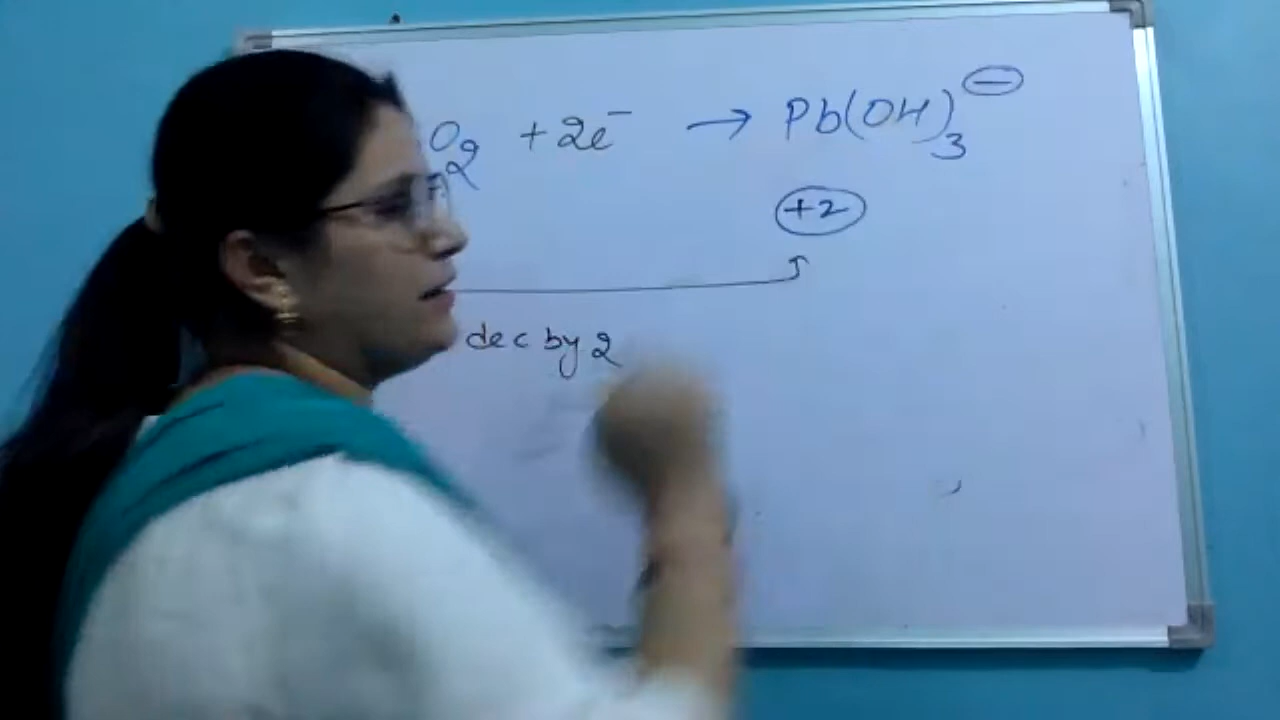 O₂ + 2e⁻ → Pb(OH)₃⁻
+2
dec by 2